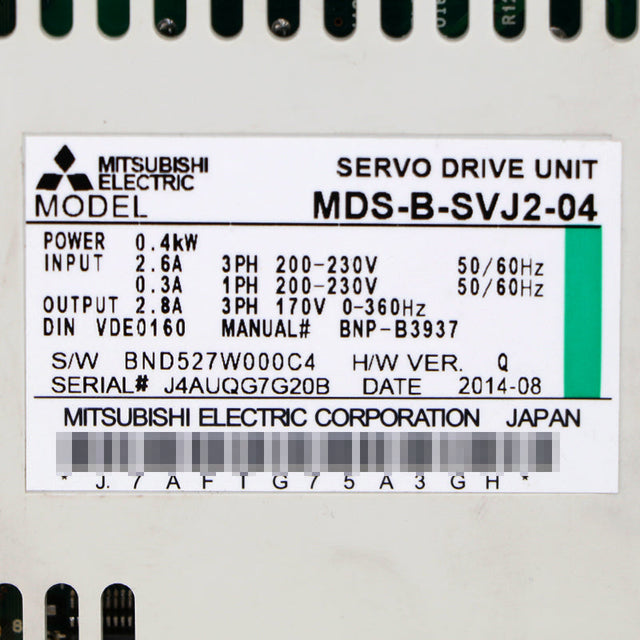 MITSUBISHI
ELECTRIC
SERVO DRIVE UNIT
MODEL MDS-B-SVJ2-04
POWER 0.4kW
INPUT 2.6A 3PH 200-230V 50/60Hz
0.3A 1PH 200-230V 50/60Hz
OUTPUT 2.8A 3PH 170V 0-360Hz
DIN VDE0160 MANUAL# BNP-B3937
S/W BND527W000C4 H/W VER. Q
SERIAL# J4AUQG7G20B DATE 2014-08
MITSUBISHI ELECTRIC CORPORATION JAPAN
* J. 7 A F T G 7 5 A 3 G H *